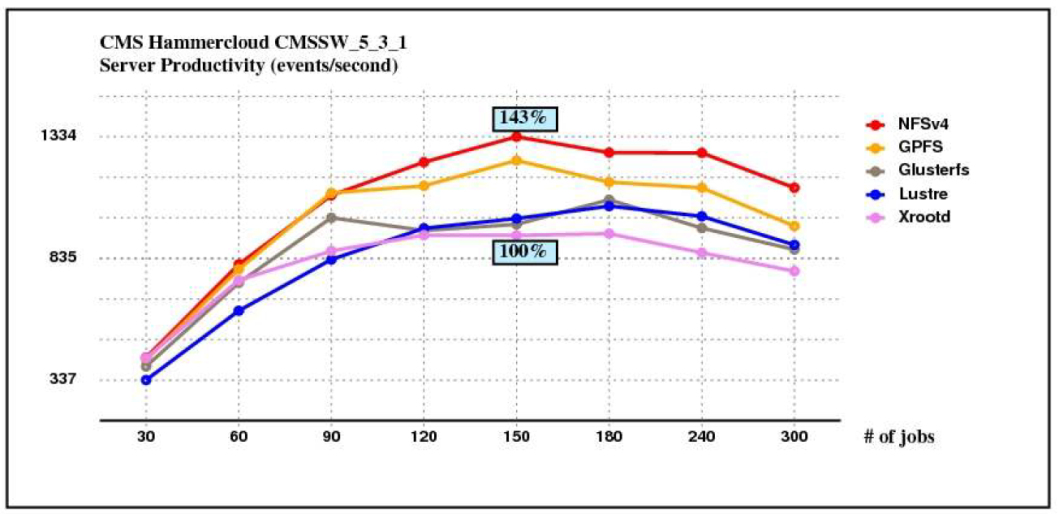 CMS Hammercloud CMSSW_5_3_1
Server Productivity (events/second)
143%
1334
NFSv4
GPFS
Glusterfs
Lustre
Xrootd
100%
835
337
30 60 90 120 150 180 240 300 # of jobs